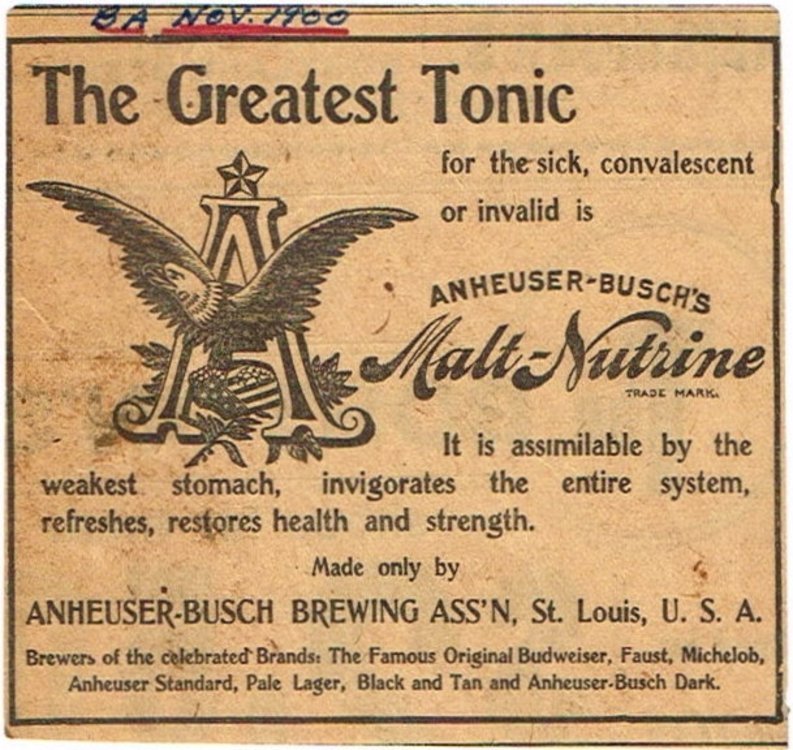 BA NOV. 1900
The Greatest Tonic
for the sick, convalescent
or invalid is
ANHEUSER-BUSCH'S
Malt-Nutrine
TRADE MARK.
It is assimilable by the
weakest stomach, invigorates the entire system,
refreshes, restores health and strength.
Made only by
ANHEUSER-BUSCH BREWING ASS'N, St. Louis, U. S. A.
Brewers of the celebrated Brands: The Famous Original Budweiser, Faust, Michelob,
Anheuser Standard, Pale Lager, Black and Tan and Anheuser-Busch Dark.